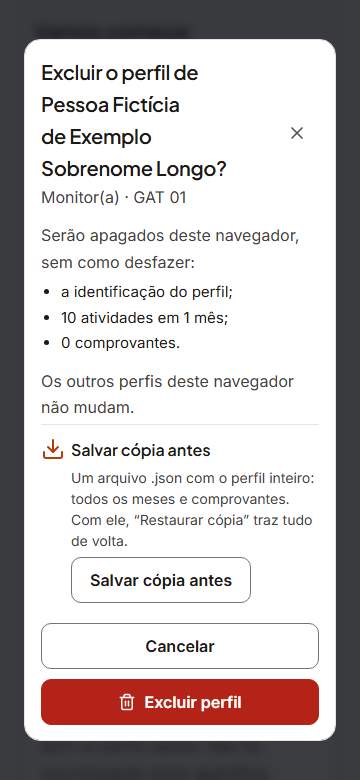 Excluir o perfil de
Pessoa Fictícia
de Exemplo
Sobrenome Longo?
Monitor(a) · GAT 01
Serão apagados deste navegador,
sem como desfazer:
• a identificação do perfil;
• 10 atividades em 1 mês;
• 0 comprovantes.
Os outros perfis deste navegador
não mudam.
Salvar cópia antes
Um arquivo .json com o perfil inteiro:
todos os meses e comprovantes.
Com ele, “Restaurar cópia” traz tudo
de volta.
Salvar cópia antes
Cancelar
Excluir perfil